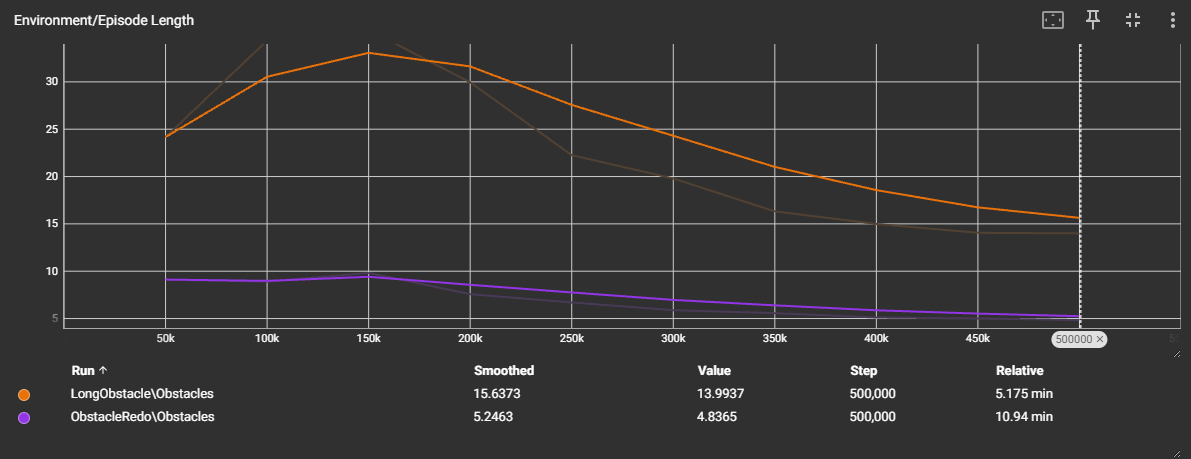 Environment/Episode Length
30
25
20
15
10
5
50k 100k 150k 200k 250k 300k 350k 400k 450k 500000 ✕
Run ↑ Smoothed Value Step Relative
LongObstacle\Obstacles 15.6373 13.9937 500,000 5.175 min
ObstacleRedo\Obstacles 5.2463 4.8365 500,000 10.94 min